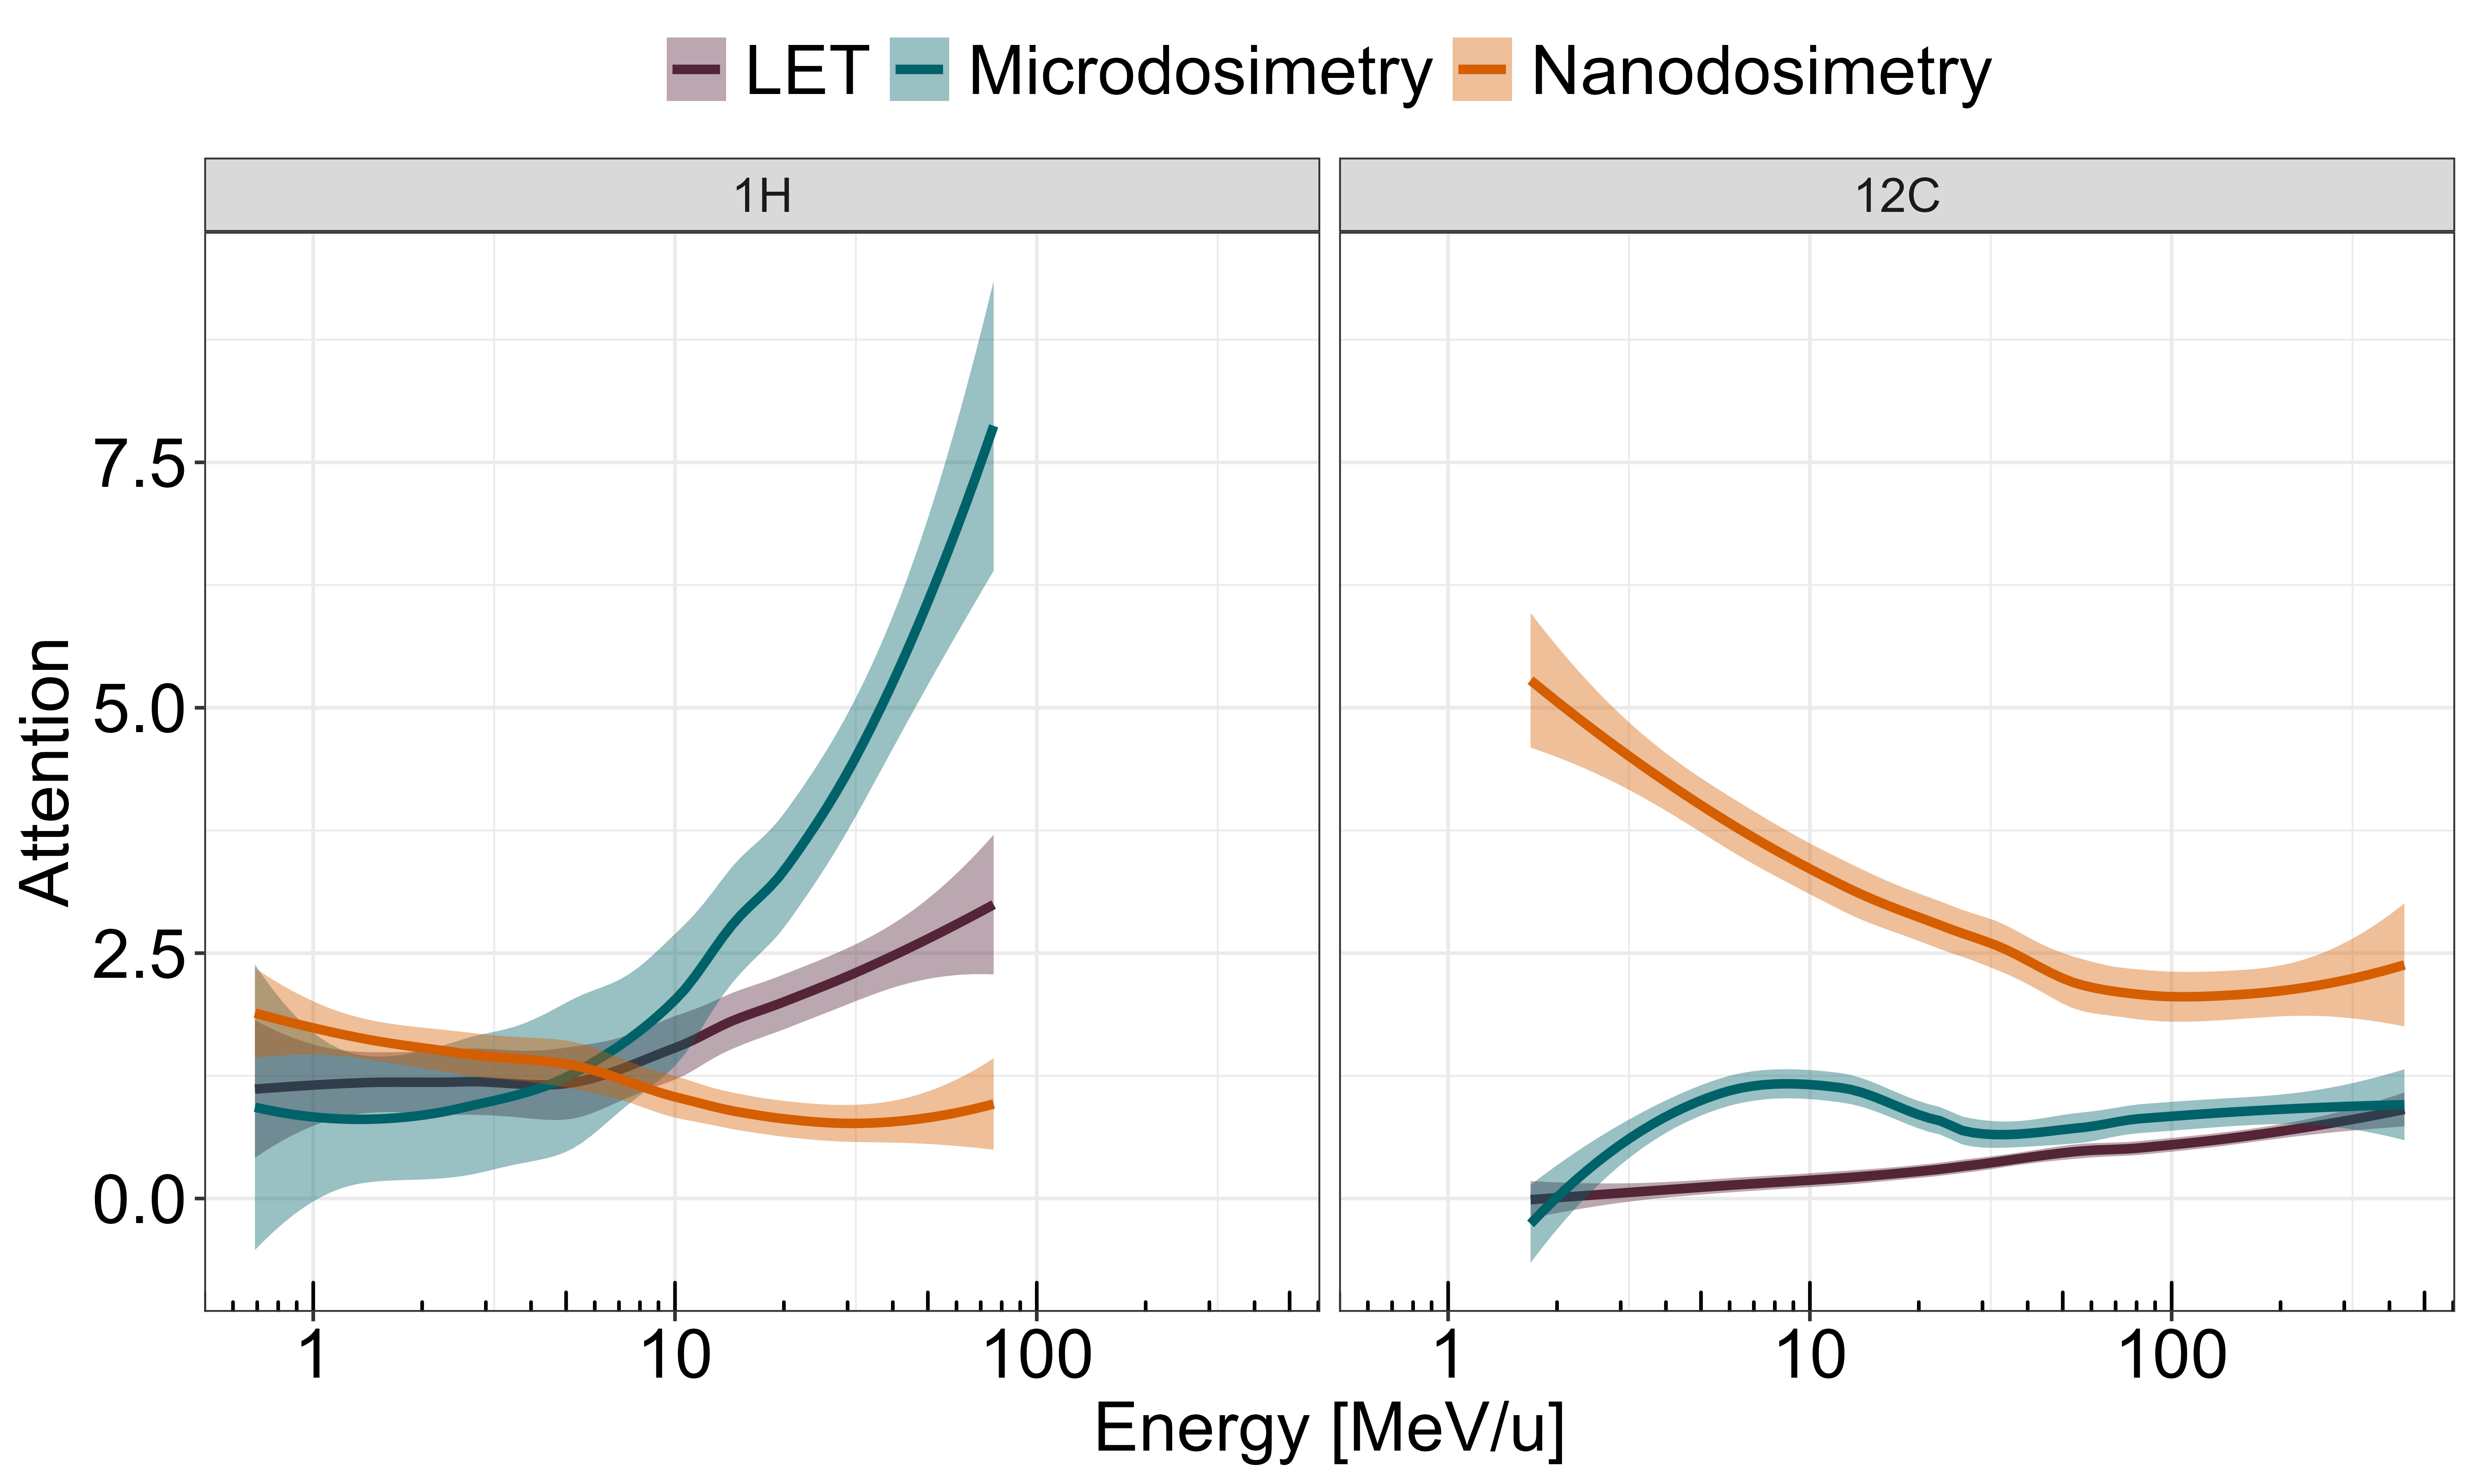 LET Microdosimetry Nanodosimetry
1H 12C
7.5
5.0
2.5
0.0
Attention
1 10 100 1 10 100
Energy [MeV/u]